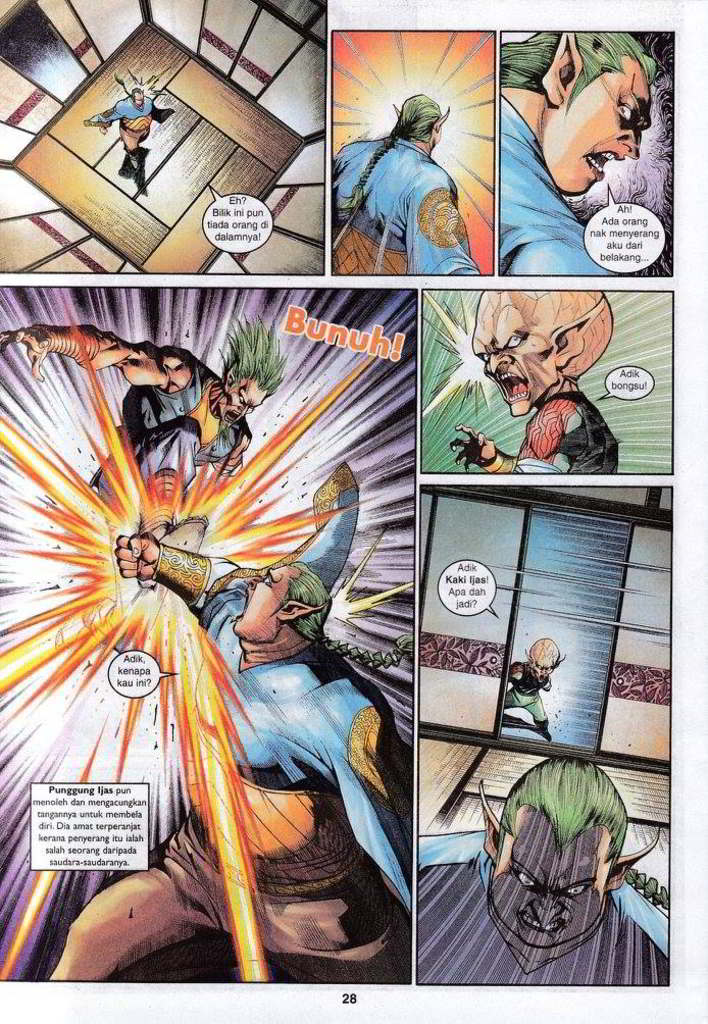 Eh?
Bilik ini pun
tiada orang di
dalamnya!
Ah!
Ada orang
nak menyerang
aku dari
belakang...
Bunuh!
Adik,
kenapa
kau ini?
Punggung Ijas pun
menoleh dan mengacungkan
tangannya untuk membela
diri. Dia amat terperanjat
kerana penyerang itu ialah
salah seorang daripada
saudara-saudaranya.
Adik
bongsu!
Adik
Kaki Ijas!
Apa dah
jadi?
28